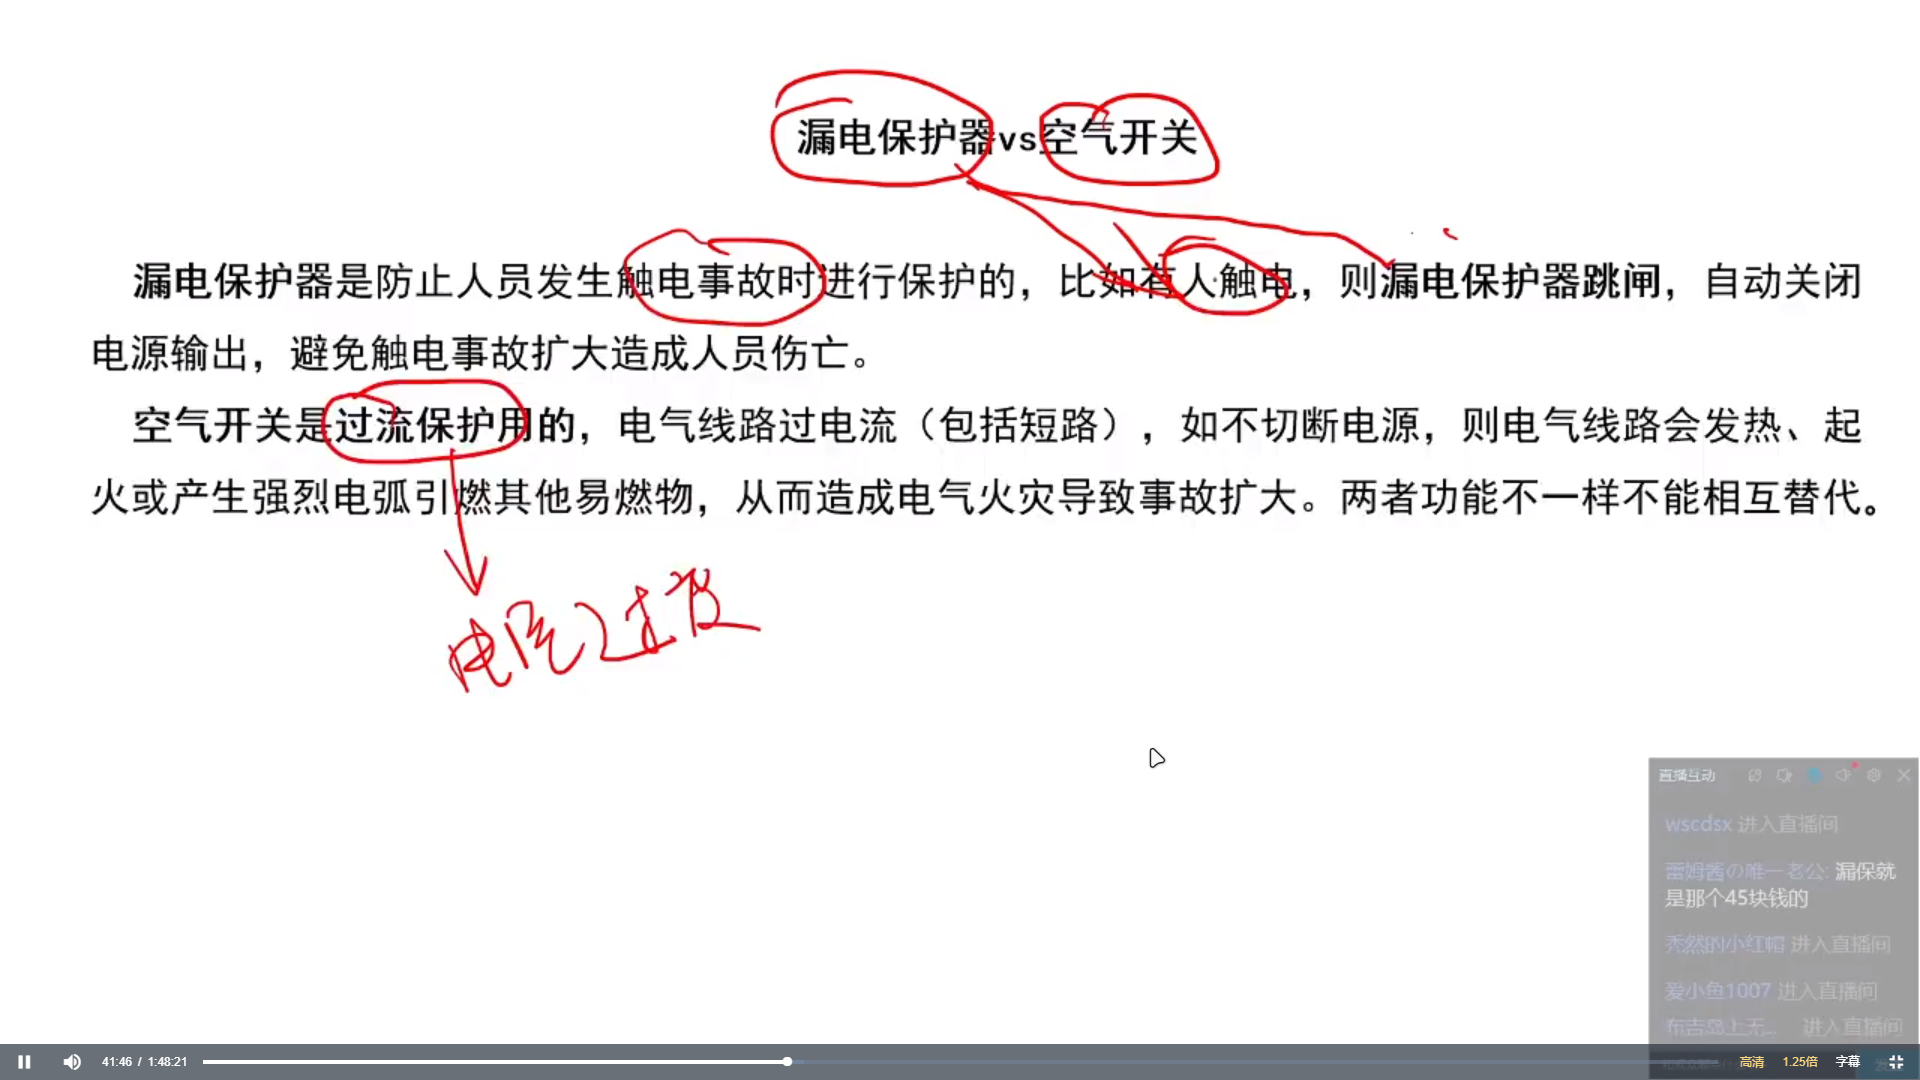 漏电保护器vs空气开关
漏电保护器是防止人员发生触电事故时进行保护的，比如有人触电，则漏电保护器跳闸，自动关闭
电源输出，避免触电事故扩大造成人员伤亡。
空气开关是过流保护用的，电气线路过电流（包括短路），如不切断电源，则电气线路会发热、起
火或产生强烈电弧引燃其他易燃物，从而造成电气火灾导致事故扩大。两者功能不一样不能相互替代。
直播互动
wscdsx 进入直播间
雷姆酱の唯一老公: 漏保就
是那个45块钱的
秃然的小红帽 进入直播间
爱小鱼1007 进入直播间
布吉岛上无... 进入直播间
41:46 / 1:48:21
高清 1.25倍 字幕